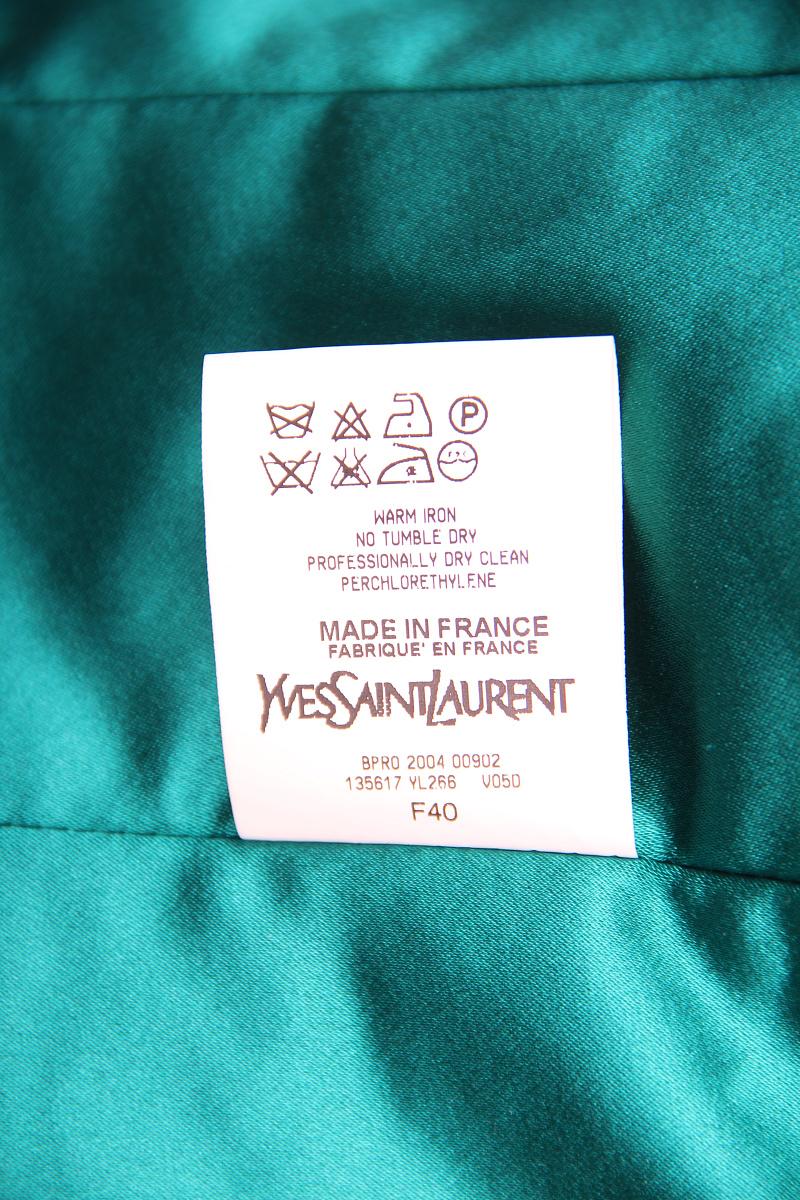 P
WARM IRON
NO TUMBLE DRY
PROFESSIONALLY DRY CLEAN
PERCHLORETHYLENE
MADE IN FRANCE
FABRIQUE' EN FRANCE
YVESSAINTLAURENT
BPRO 2004 00902
135617 YL266 V05D
F40